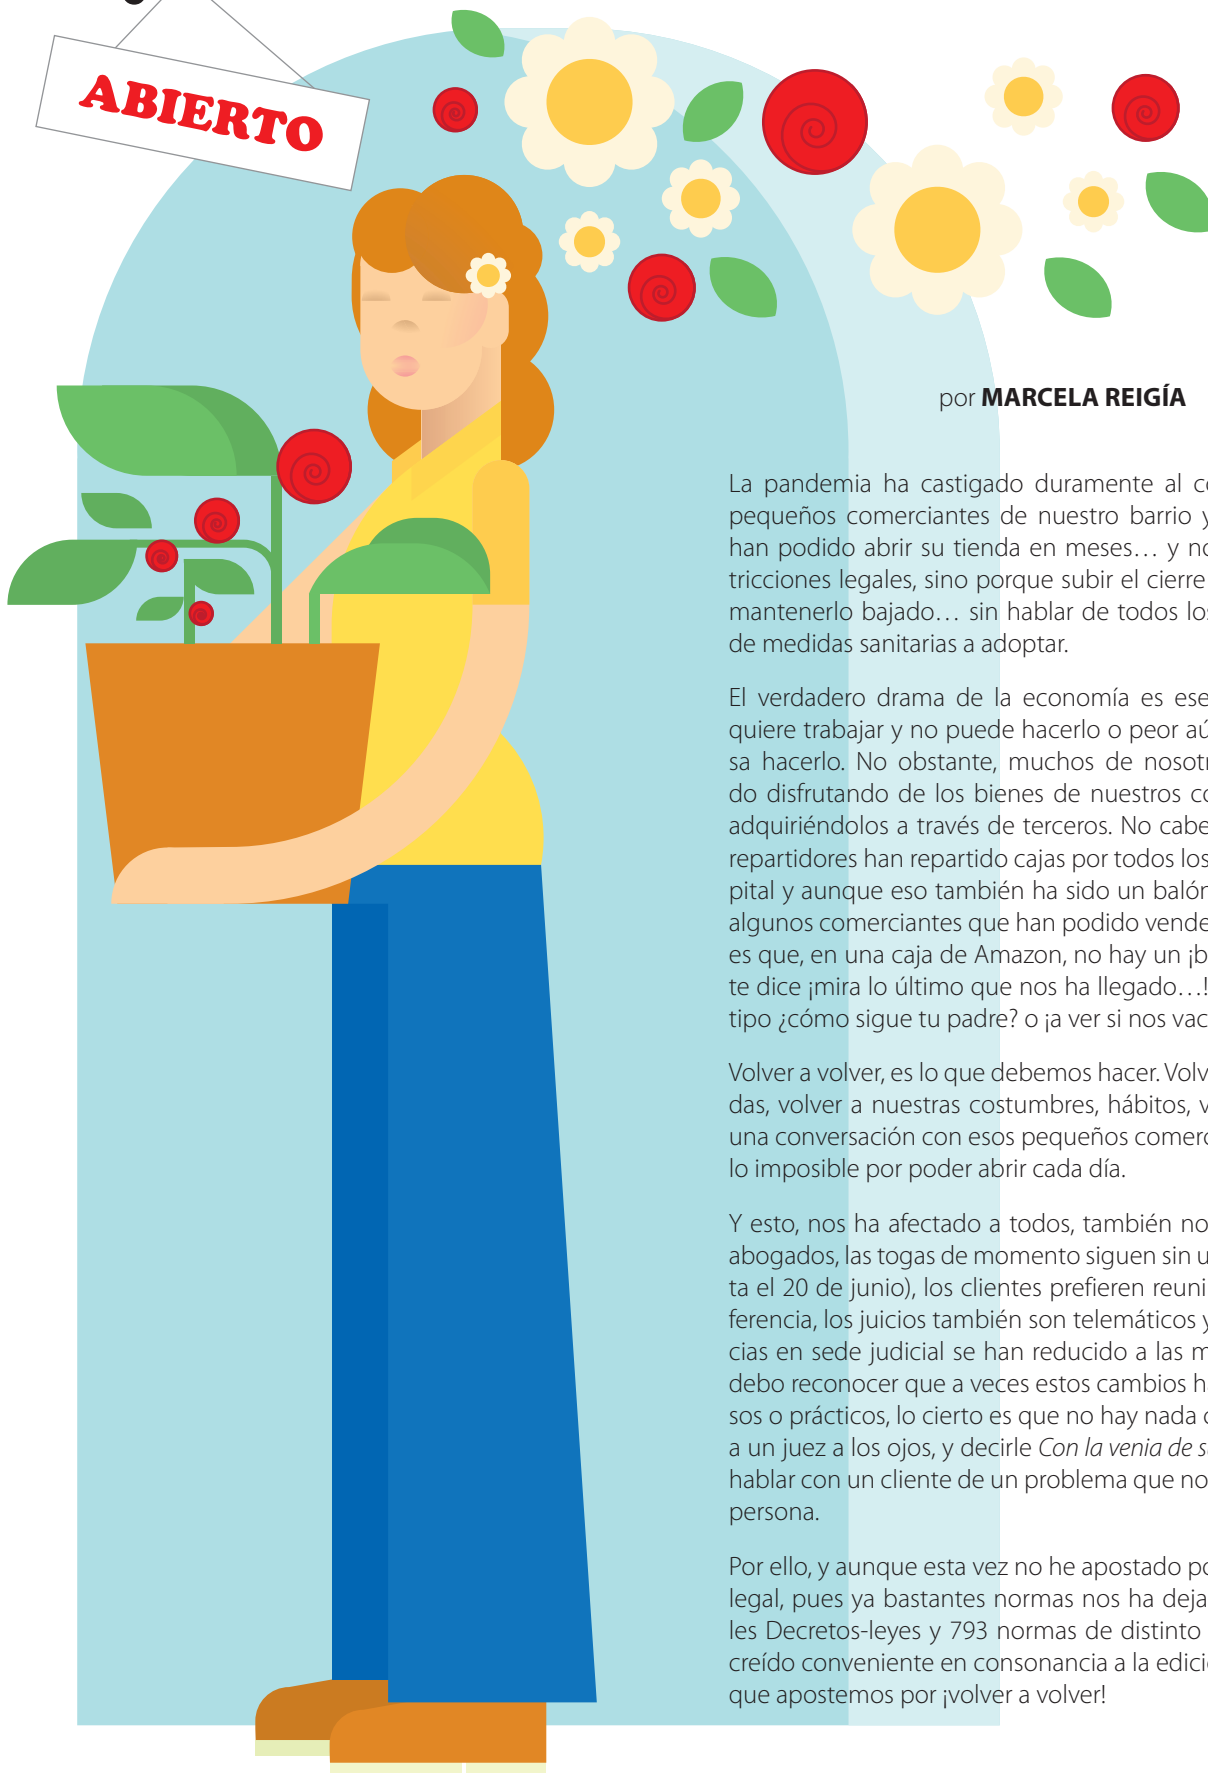 ABIERTO
por MARCELA REIGÍA
La pandemia ha castigado duramente al
pequeños comerciantes de nuestro barrio y
han podido abrir su tienda en meses… y
tricciones legales, sino porque subir el cierre
mantenerlo bajado… sin hablar de todos los
de medidas sanitarias a adoptar.
El verdadero drama de la economía es ese
quiere trabajar y no puede hacerlo o peor
sa hacerlo. No obstante, muchos de
do disfrutando de los bienes de nuestros
adquiriéndolos a través de terceros. No cabe
repartidores han repartido cajas por todos los
pital y aunque eso también ha sido un balón
algunos comerciantes que han podido
es que, en una caja de Amazon, no hay un
te dice ¡mira lo último que nos ha llegado…!
tipo ¿cómo sigue tu padre? o ¡a ver si nos
Volver a volver, es lo que debemos hacer.
das, volver a nuestras costumbres, hábitos,
una conversación con esos pequeños
lo imposible por poder abrir cada día.
Y esto, nos ha afectado a todos, también
abogados, las togas de momento siguen sin
ta el 20 de junio), los clientes prefieren
ferencia, los juicios también son telemáticos y
cias en sede judicial se han reducido a las
debo reconocer que a veces estos cambios
sos o prácticos, lo cierto es que no hay nada
a un juez a los ojos, y decirle Con la venia de
hablar con un cliente de un problema que
persona.
Por ello, y aunque esta vez no he apostado
legal, pues ya bastantes normas nos ha
les Decretos-leyes y 793 normas de distinto
creído conveniente en consonancia a la
que apostemos por ¡volver a volver!